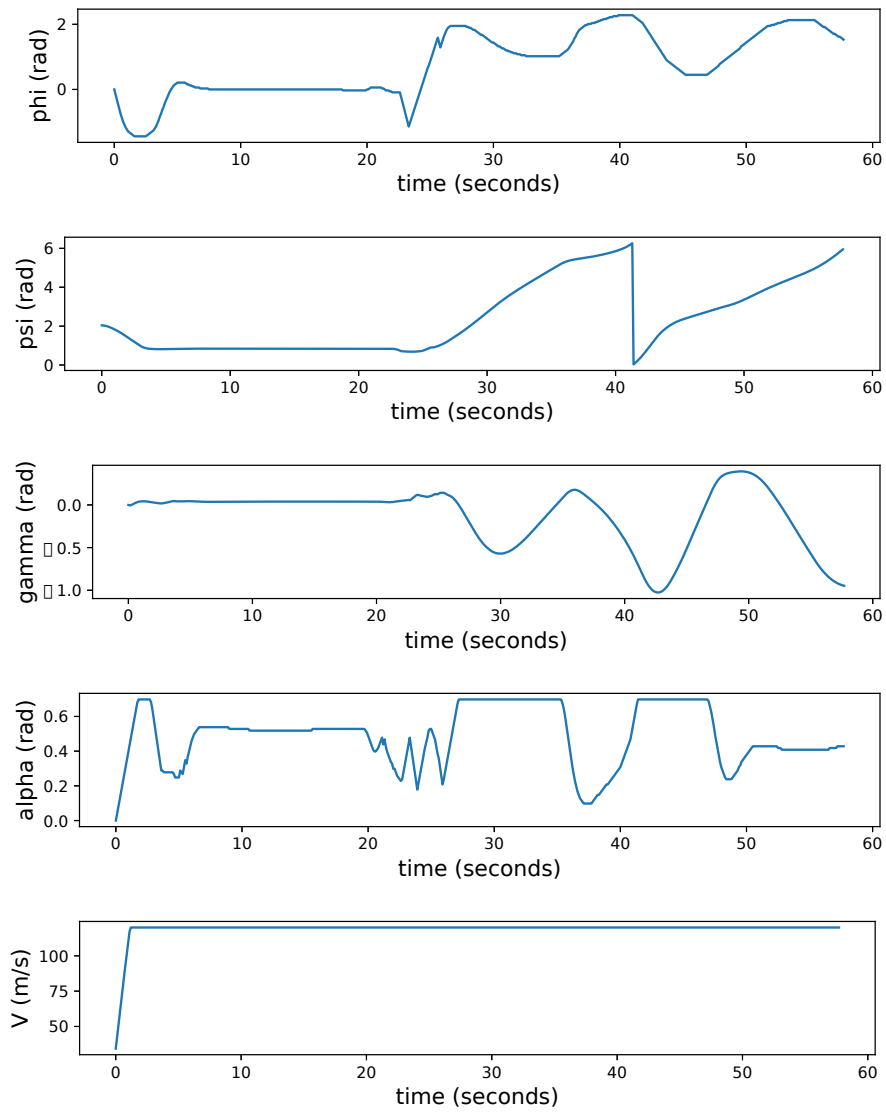 2
0
phi (rad)
0 10 20 30 40 50 60
time (seconds)
6
4
2
0
psi (rad)
0 10 20 30 40 50 60
time (seconds)
0.0
▯0.5
▯1.0
gamma (rad)
0 10 20 30 40 50 60
time (seconds)
0.6
0.4
0.2
0.0
alpha (rad)
0 10 20 30 40 50 60
time (seconds)
100
75
50
V (m/s)
0 10 20 30 40 50 60
time (seconds)